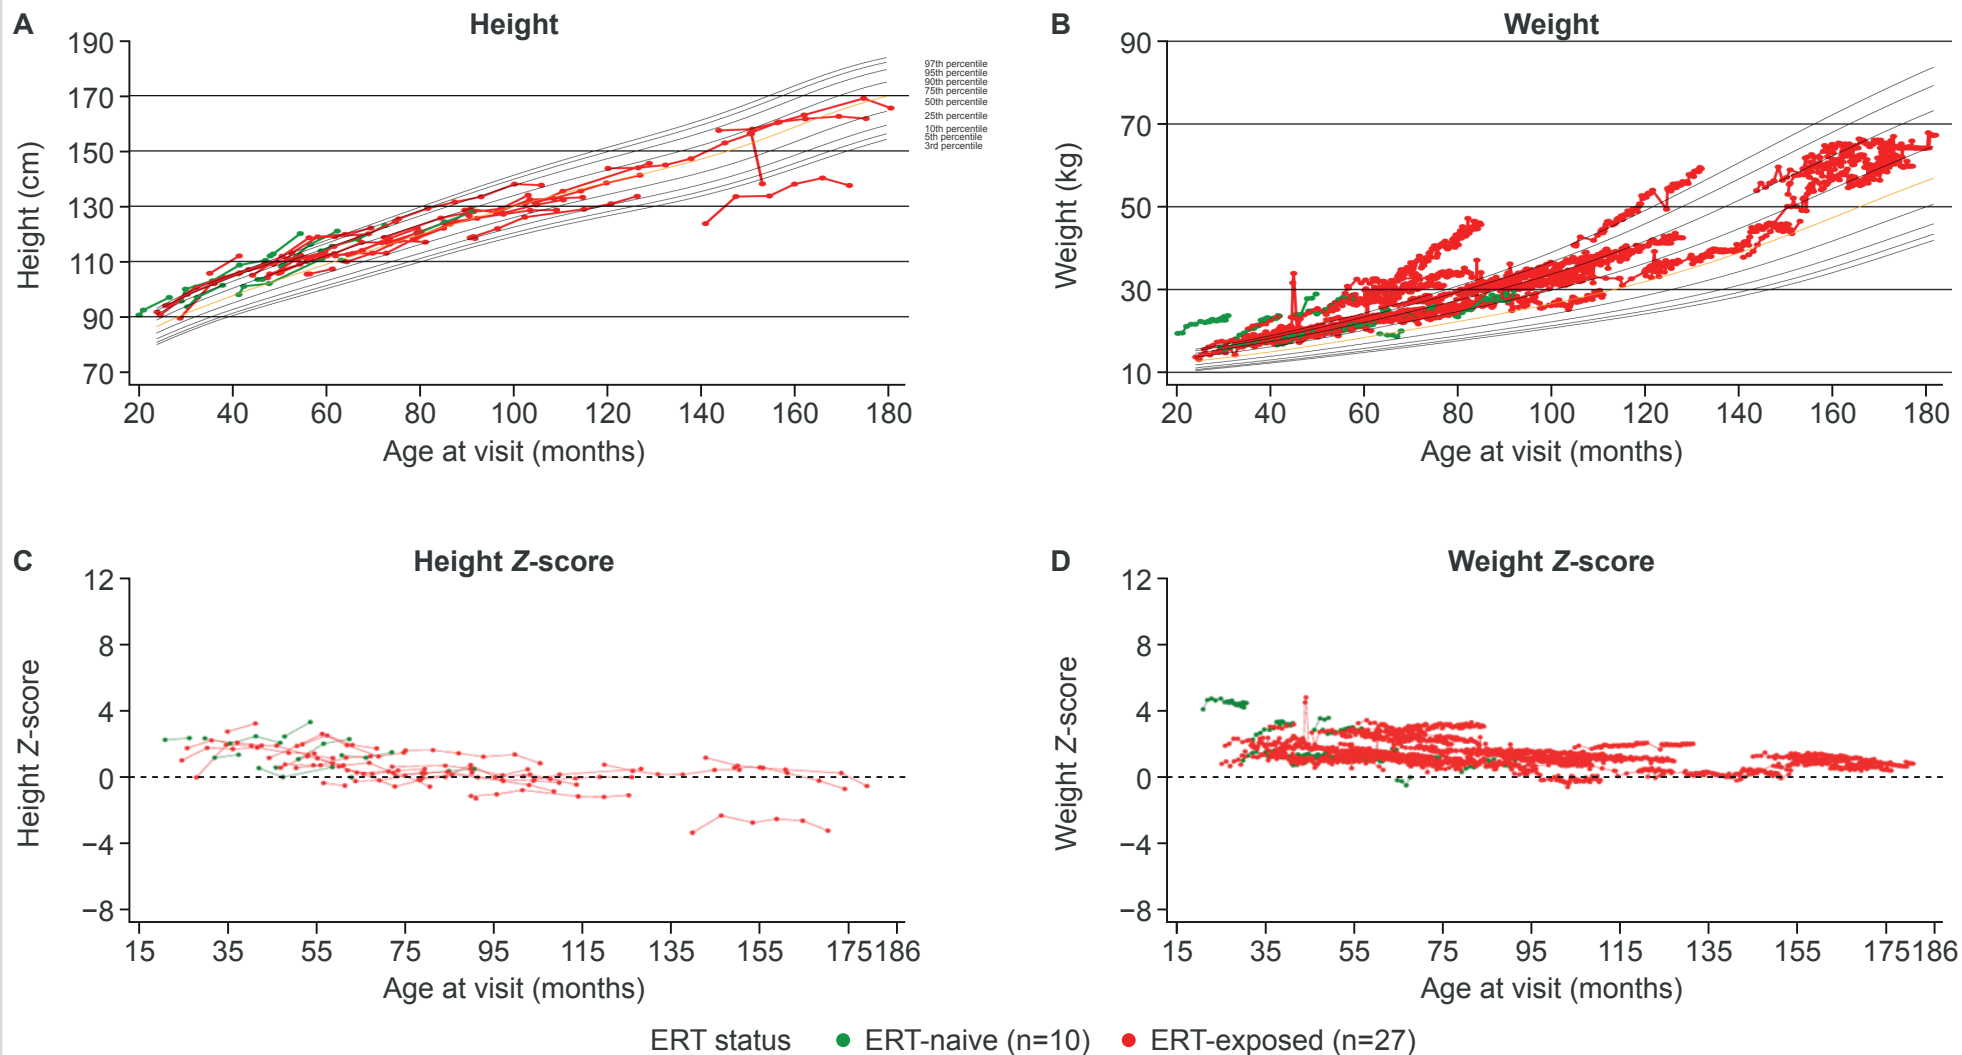 A
Height
190
170
150
130
110
90
70
Height (cm)
97th percentile
95th percentile
90th percentile
75th percentile
50th percentile
25th percentile
10th percentile
5th percentile
3rd percentile
20 40 60 80 100 120 140 160 180
Age at visit (months)
B
Weight
90
70
50
30
10
Weight (kg)
20 40 60 80 100 120 140 160 180
Age at visit (months)
C
Height Z-score
12
8
4
0
−4
−8
Height Z-score
15 35 55 75 95 115 135 155 175 186
Age at visit (months)
D
Weight Z-score
12
8
4
0
−4
−8
Weight Z-score
15 35 55 75 95 115 135 155 175 186
Age at visit (months)
ERT status ERT-naive (n=10) ERT-exposed (n=27)